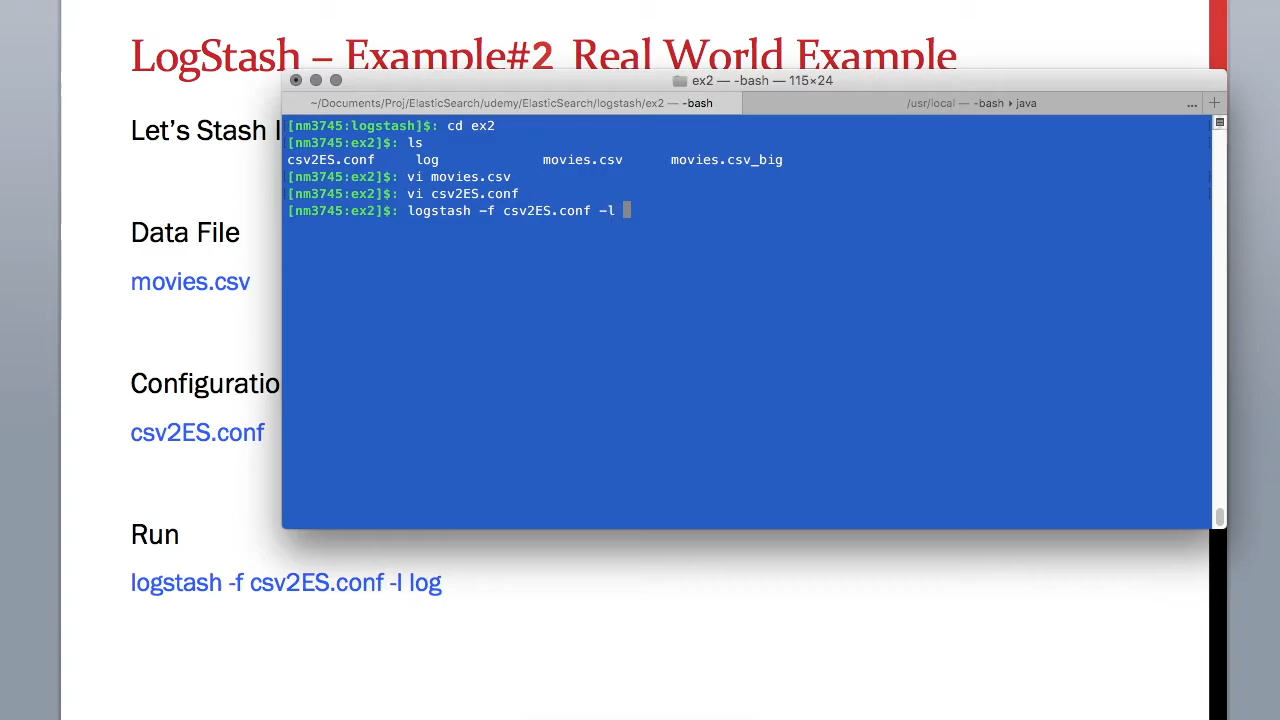 LogStash – Example#2 Real World Example
ex2 — -bash — 115×24
~/Documents/Proj/ElasticSearch/udemy/ElasticSearch/logstash/ex2 — -bash
/usr/local — -bash ▸ java
... +
Let's Stash
[nm3745:logstash]$: cd ex2
[nm3745:ex2]$: ls
csv2ES.conf log movies.csv movies.csv_big
[nm3745:ex2]$: vi movies.csv
[nm3745:ex2]$: vi csv2ES.conf
[nm3745:ex2]$: logstash -f csv2ES.conf -l
Data File
movies.csv
Configuratio
csv2ES.conf
Run
logstash -f csv2ES.conf -l log